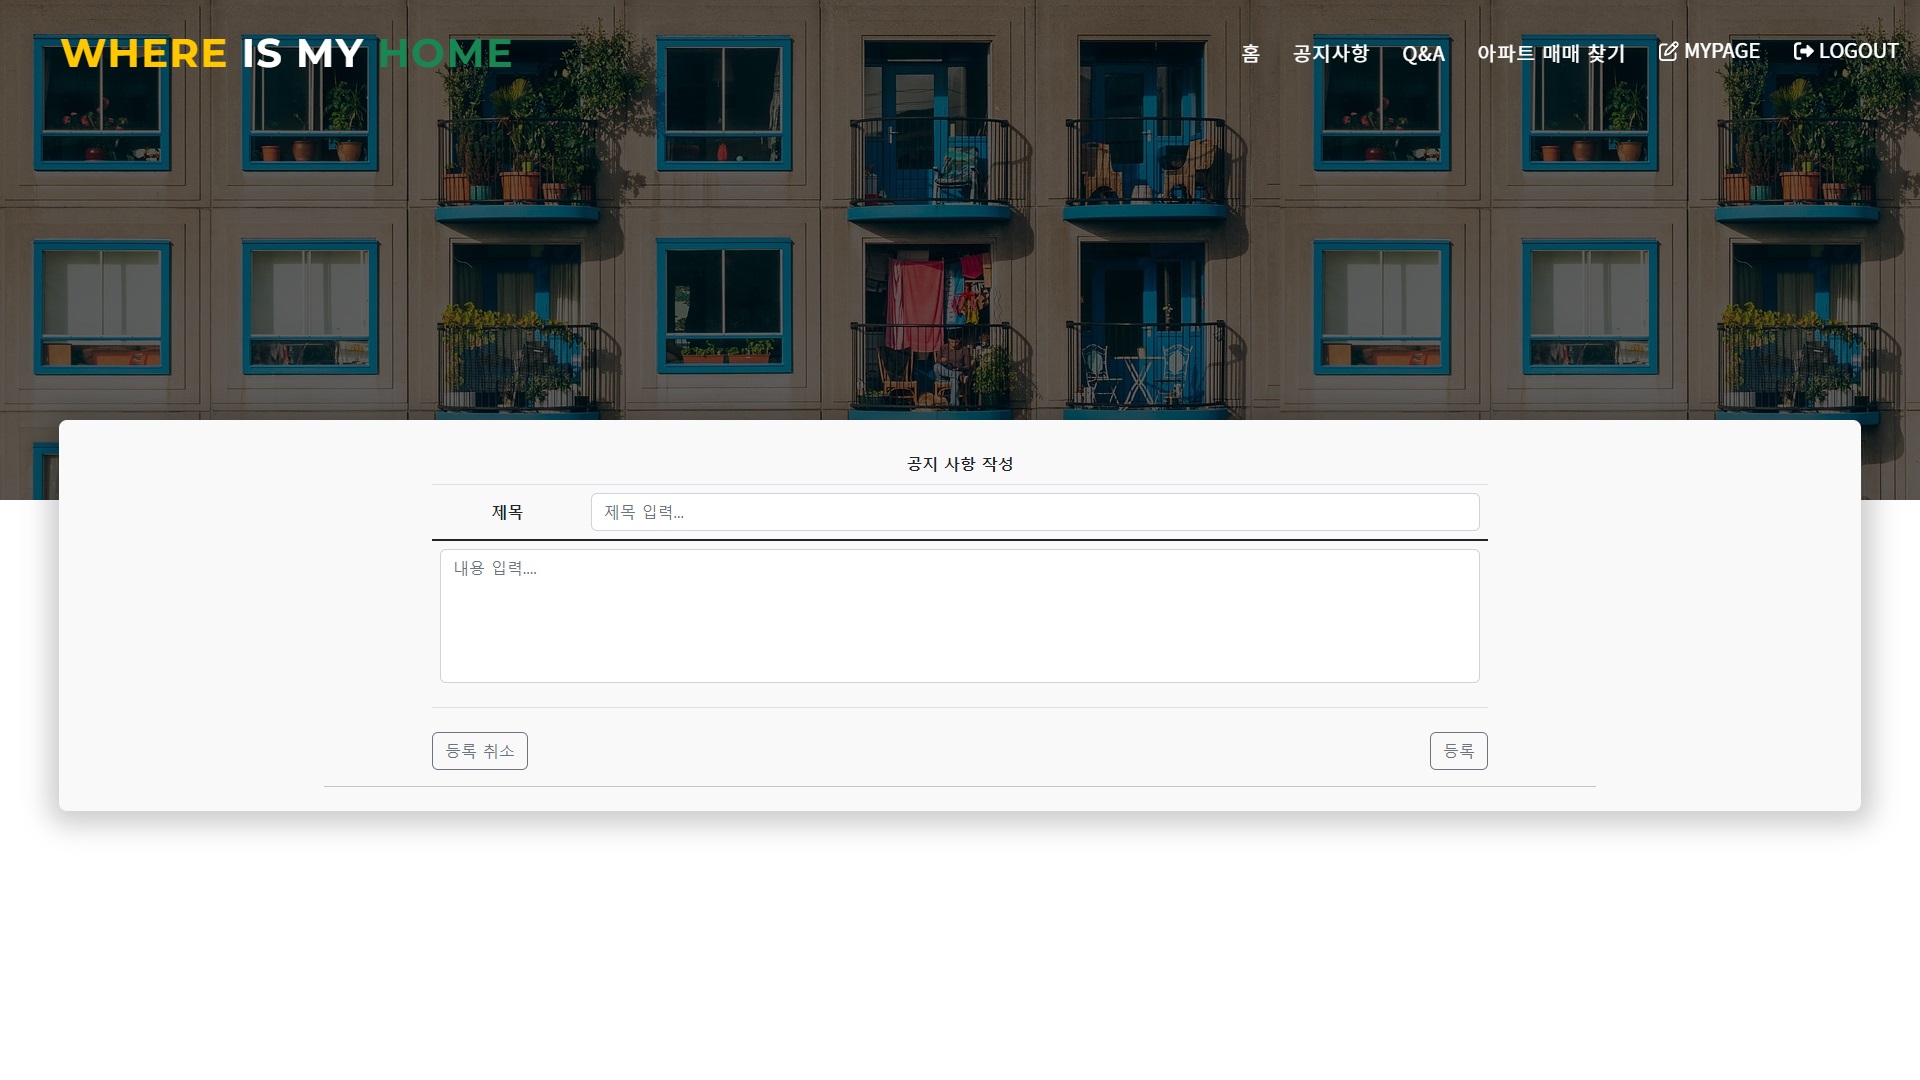 WHERE IS MY HOME
홈 공지사항 Q&A 아파트 매매 찾기 MYPAGE LOGOUT
공지 사항 작성
제목 제목 입력...
내용 입력....
등록 취소 등록